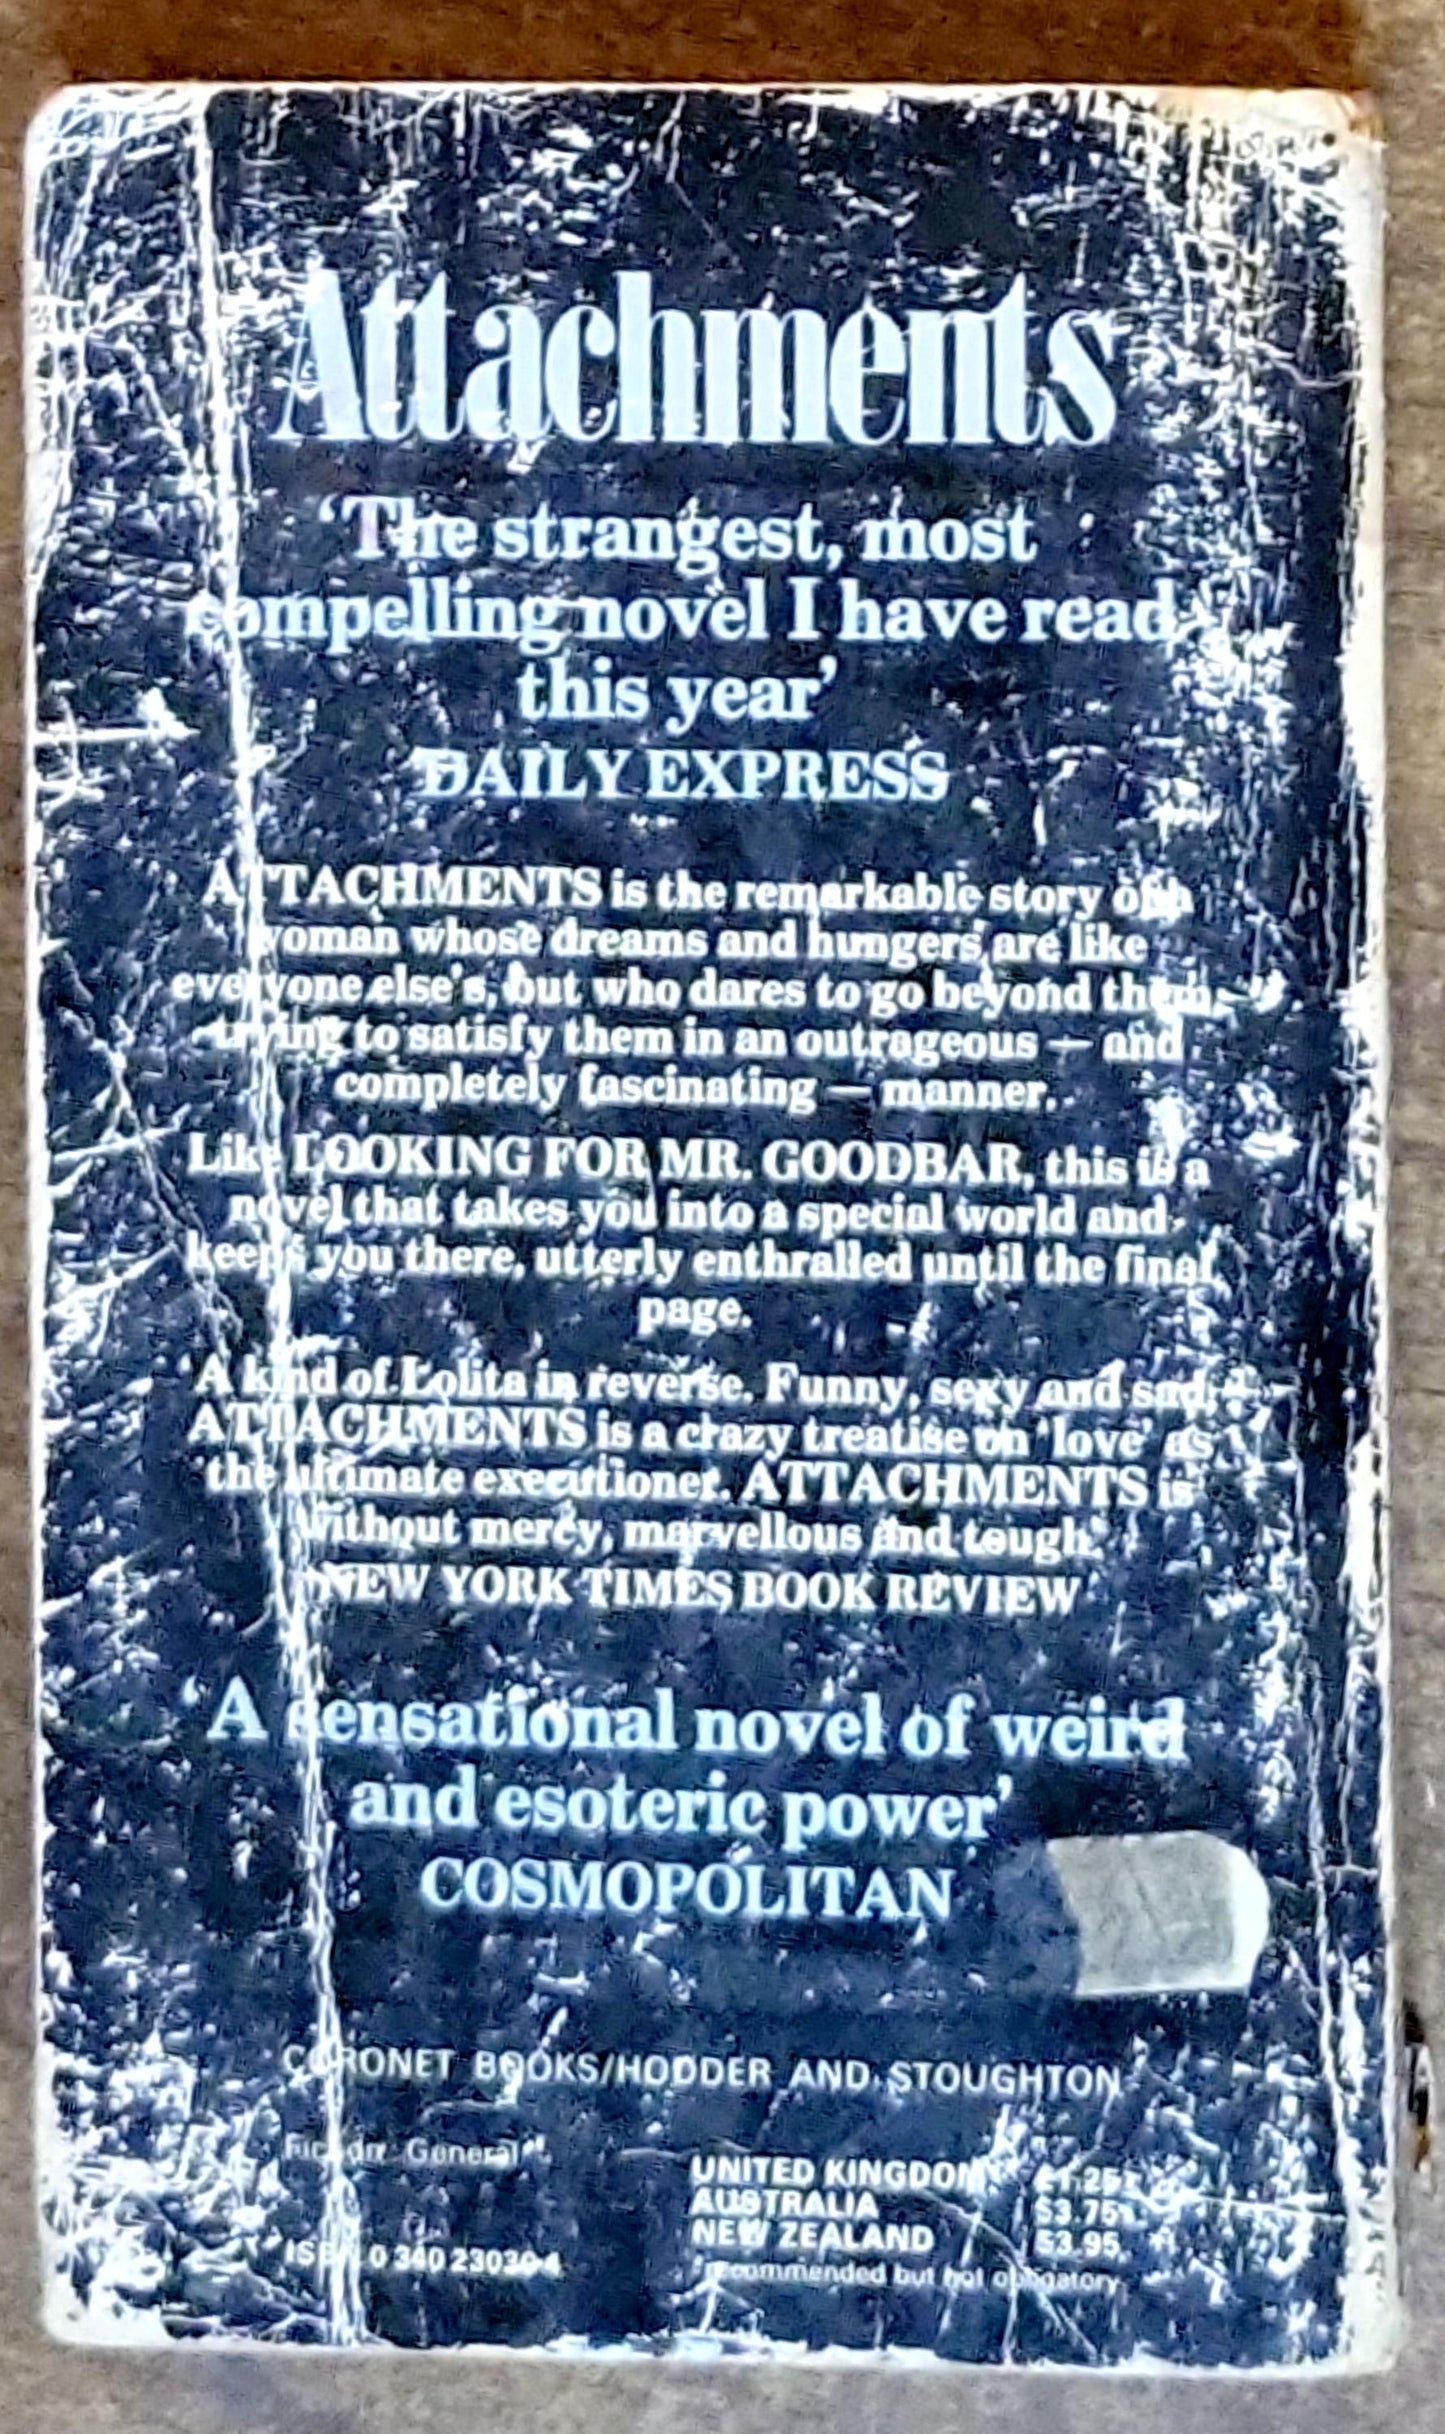 Attachments
‘The strangest, most
compelling novel I have read
this year’
DAILY EXPRESS
ATTACHMENTS is the remarkable story of a
woman whose dreams and hungers are like
everyone else's, but who dares to go beyond them,
trying to satisfy them in an outrageous — and
completely fascinating — manner.
Like LOOKING FOR MR. GOODBAR, this is a
novel that takes you into a special world and
keeps you there, utterly enthralled until the final
page.
‘A kind of Lolita in reverse. Funny, sexy and sad,
ATTACHMENTS is a crazy treatise on ‘love’ as
the ultimate executioner. ATTACHMENTS is
without mercy, marvellous and tough.’
NEW YORK TIMES BOOK REVIEW
‘A sensational novel of weird
and esoteric power’
COSMOPOLITAN
CORONET BOOKS/HODDER AND STOUGHTON
Fiction General
UNITED KINGDOM £1.25
AUSTRALIA $3.75
NEW ZEALAND $3.95
ISBN 0 340 23030 4
recommended but not obligatory